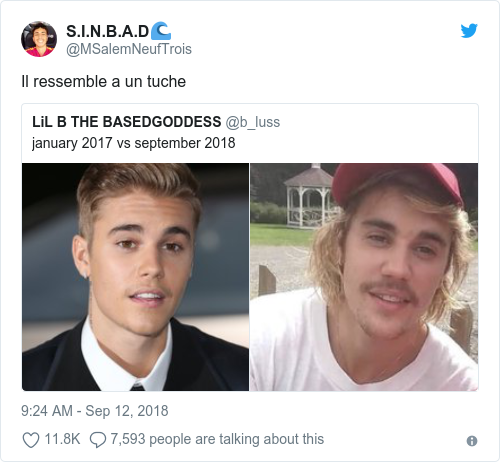 S.I.N.B.A.D🌊
@MSalemNeufTrois
Il ressemble a un tuche
LiL B THE BASEDGODDESS @b_luss
january 2017 vs september 2018
9:24 AM - Sep 12, 2018
11.8K 7,593 people are talking about this